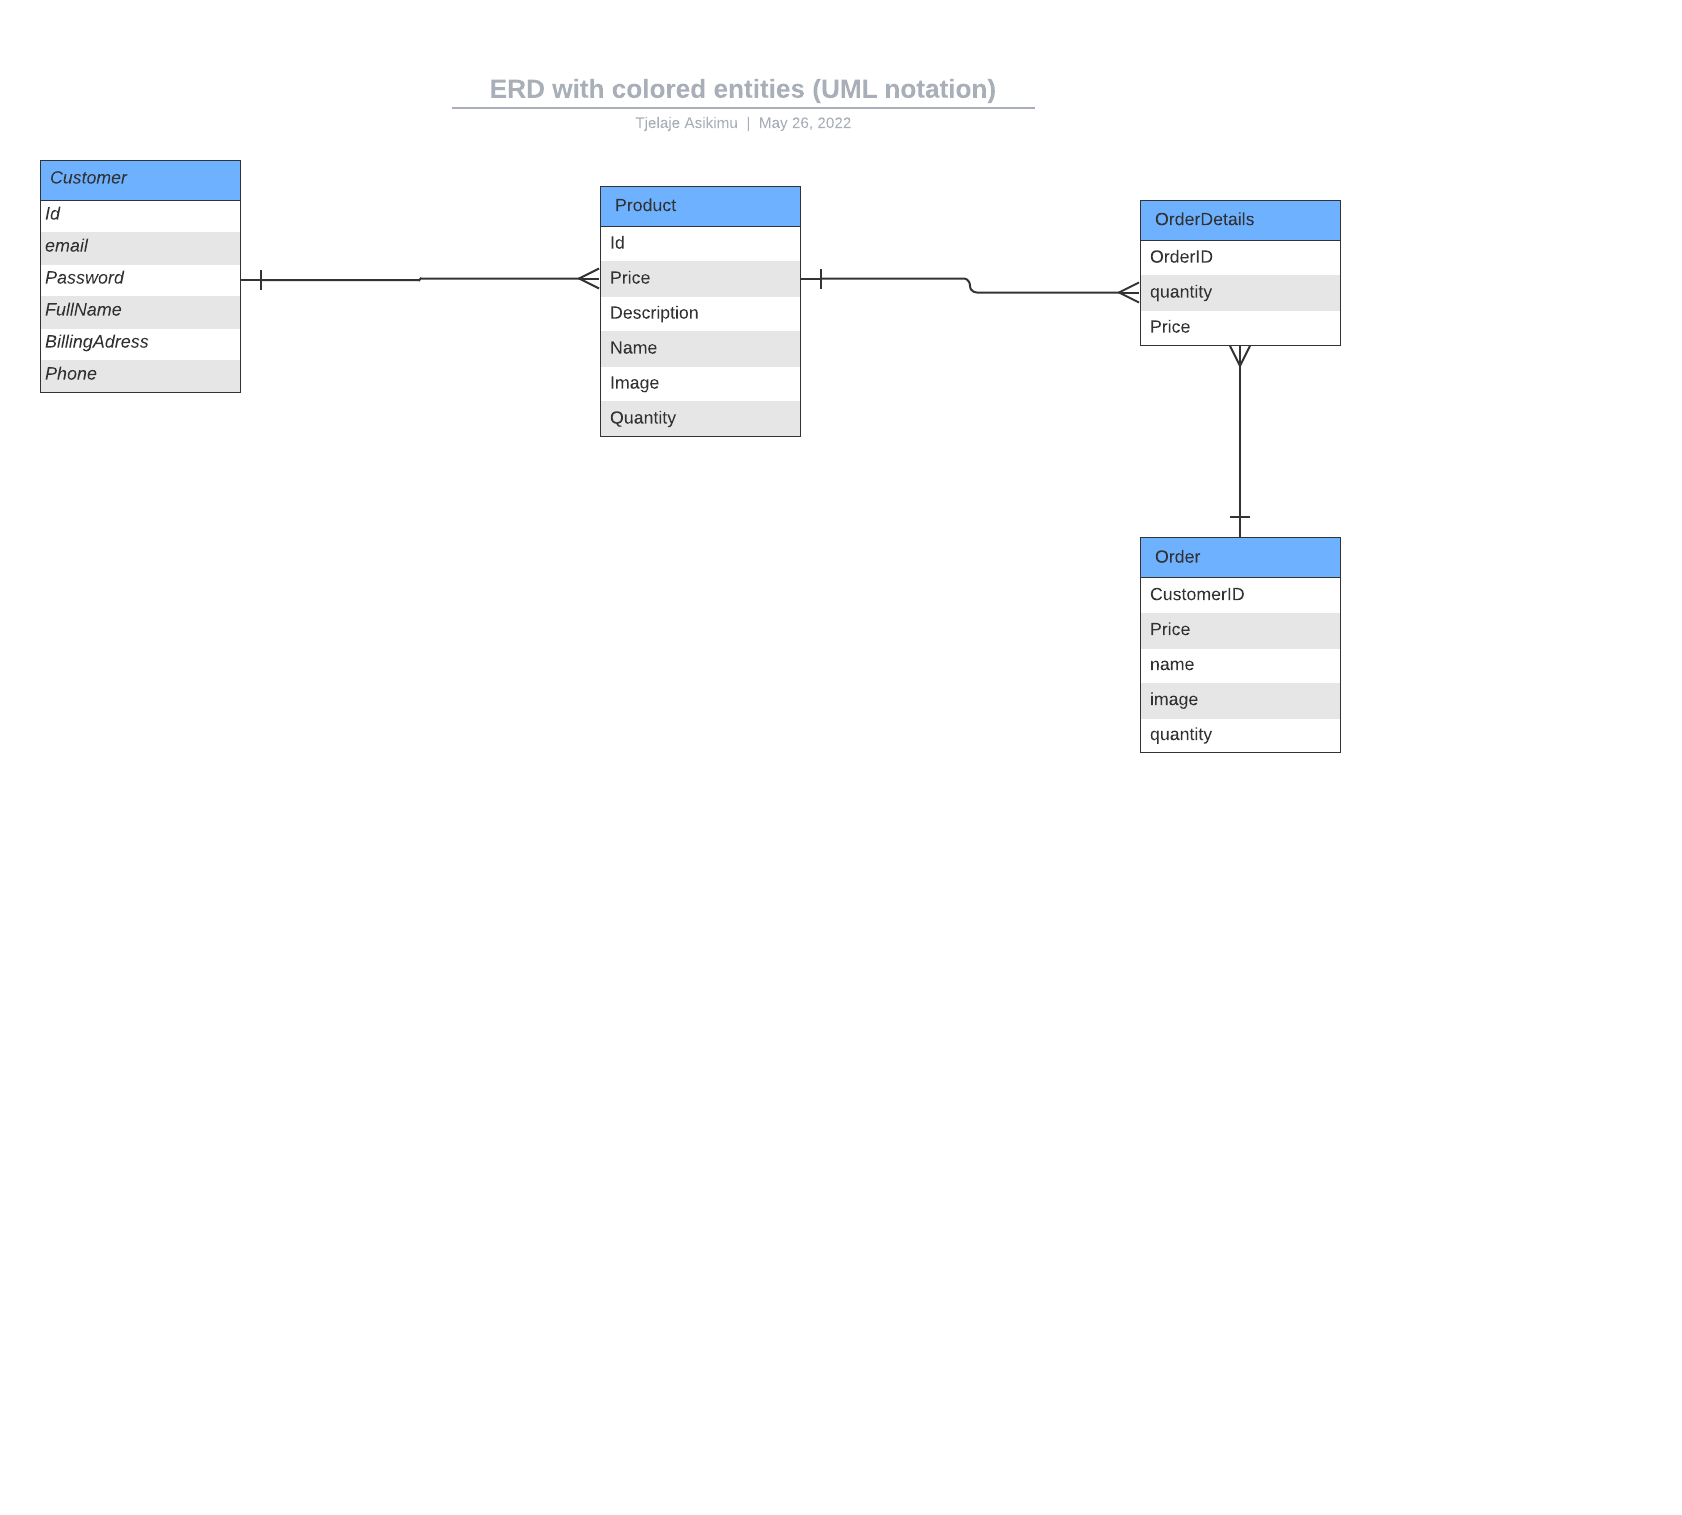 ERD with colored entities (UML notation)
Tjelaje Asikimu | May 26, 2022
Customer
Id
email
Password
FullName
BillingAdress
Phone
Product
Id
Price
Description
Name
Image
Quantity
OrderDetails
OrderID
quantity
Price
Order
CustomerID
Price
name
image
quantity